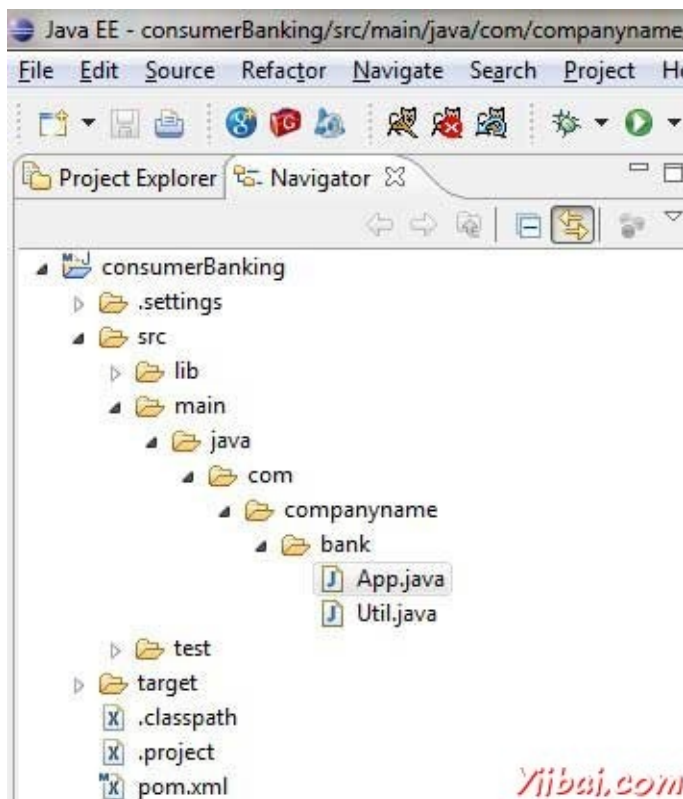 Java EE - consumerBanking/src/main/java/com/companyname
File Edit Source Refactor Navigate Search Project
Project Explorer Navigator
consumerBanking
.settings
src
lib
main
java
com
companyname
bank
App.java
Util.java
test
target
.classpath
.project
pom.xml
Yiibai.com